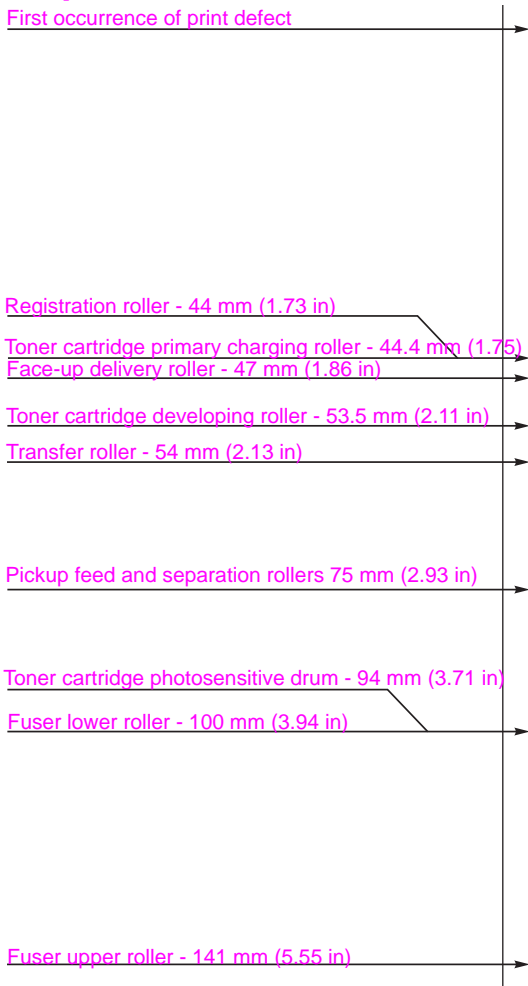 First occurrence of print defect
Registration roller - 44 mm (1.73 in)
Toner cartridge primary charging roller - 44.4 mm (1.75)
Face-up delivery roller - 47 mm (1.86 in)
Toner cartridge developing roller - 53.5 mm (2.11 in)
Transfer roller - 54 mm (2.13 in)
Pickup feed and separation rollers 75 mm (2.93 in)
Toner cartridge photosensitive drum - 94 mm (3.71 in)
Fuser lower roller - 100 mm (3.94 in)
Fuser upper roller - 141 mm (5.55 in)